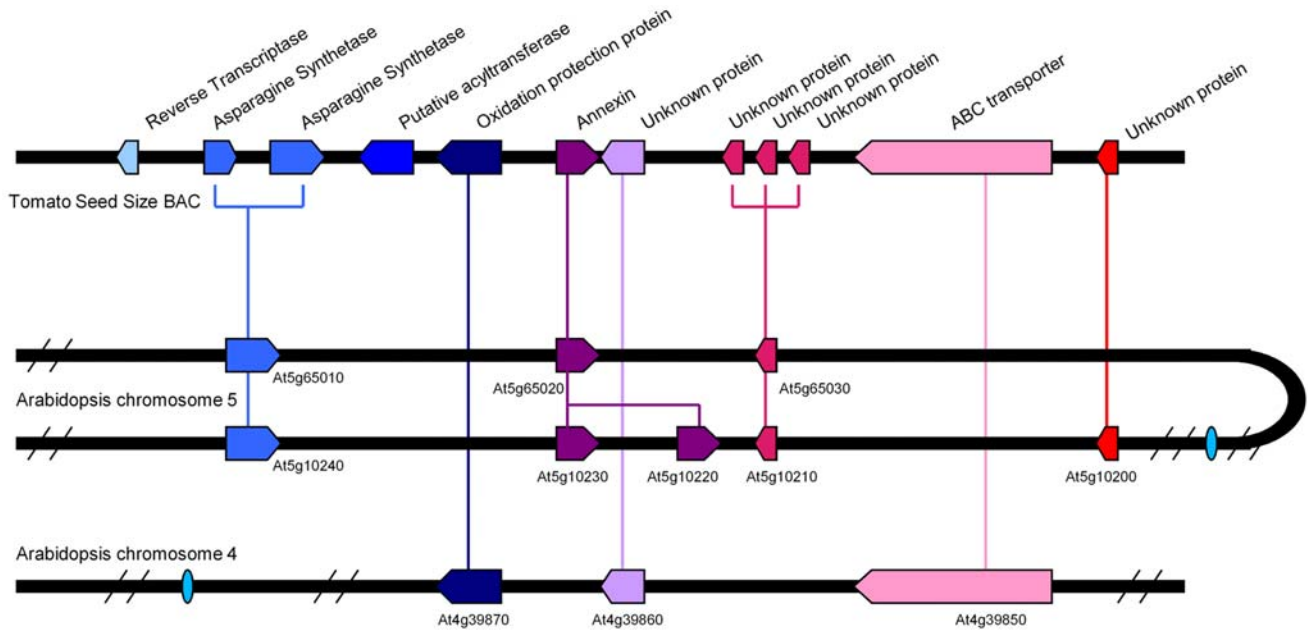 Reverse Transcriptase
Asparagine Synthetase
Asparagine Synthetase
Putative acyltransferase
Oxidation protection protein
Annexin
Unknown protein
Unknown protein
Unknown protein
Unknown protein
ABC transporter
Unknown protein
Tomato Seed Size BAC
At5g65010
At5g65020
At5g65030
Arabidopsis chromosome 5
At5g10240
At5g10230
At5g10220
At5g10210
At5g10200
Arabidopsis chromosome 4
At4g39870
At4g39860
At4g39850